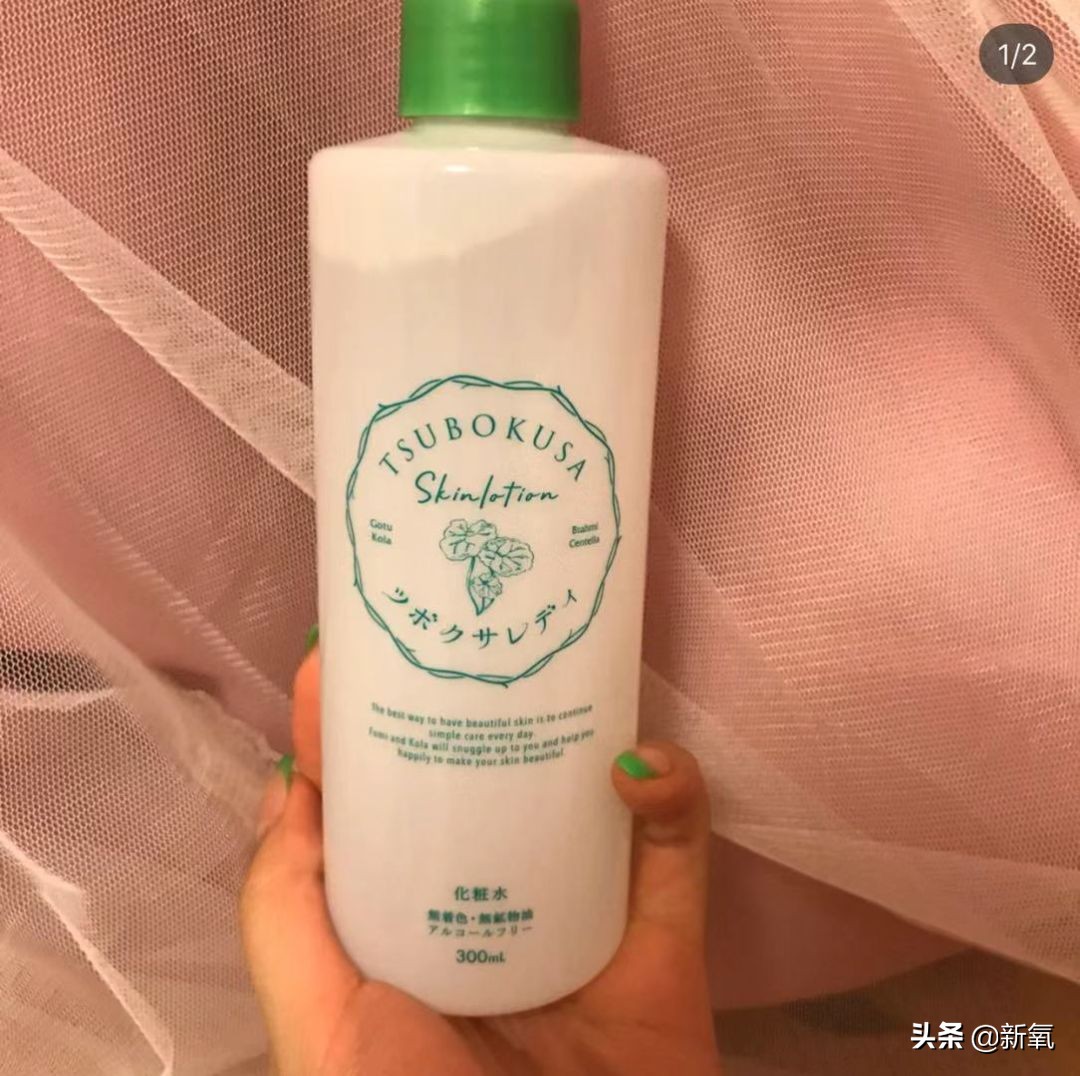 1/2
TSUBOKUSA
Skinlotion
Gotu
Kola
Brahmi
Centella
ツボクサレディ
The best way to have beautiful skin is to continue
simple care every day.
Fumi and Kola will snuggle up to you and help you
happily to make your skin beautiful.
化粧水
無着色・無鉱物油
アルコールフリー
300mL
头条 @新氧